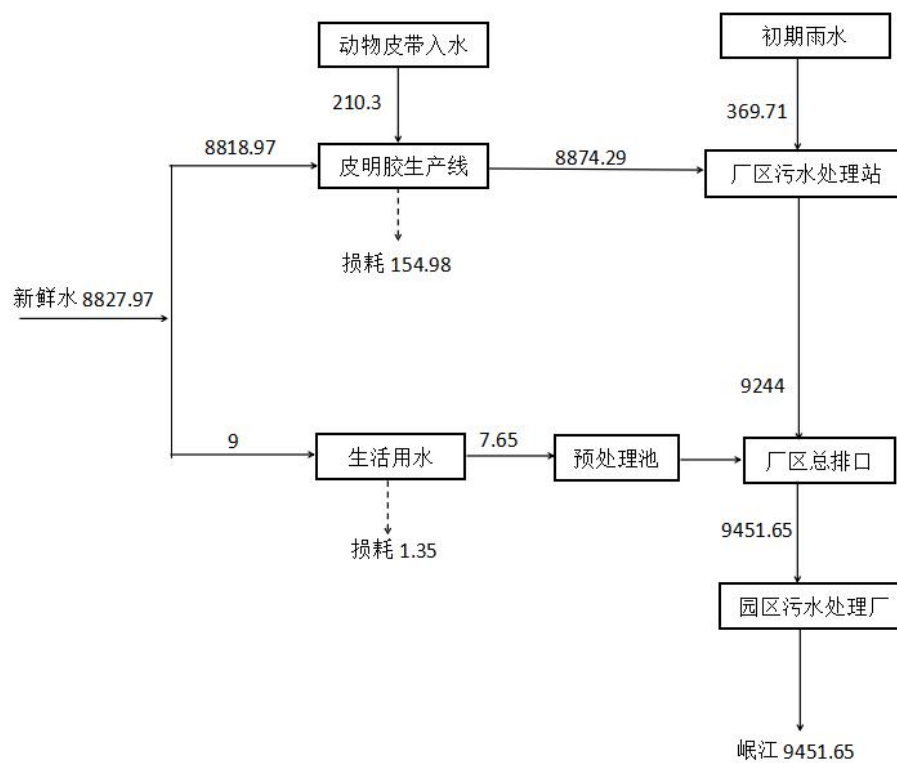 动物皮带入水
初期雨水
210.3
369.71
8818.97
皮明胶生产线
8874.29
厂区污水处理站
损耗 154.98
新鲜水 8827.97
9244
9
生活用水
7.65
预处理池
厂区总排口
损耗 1.35
9451.65
园区污水处理厂
岷江 9451.65